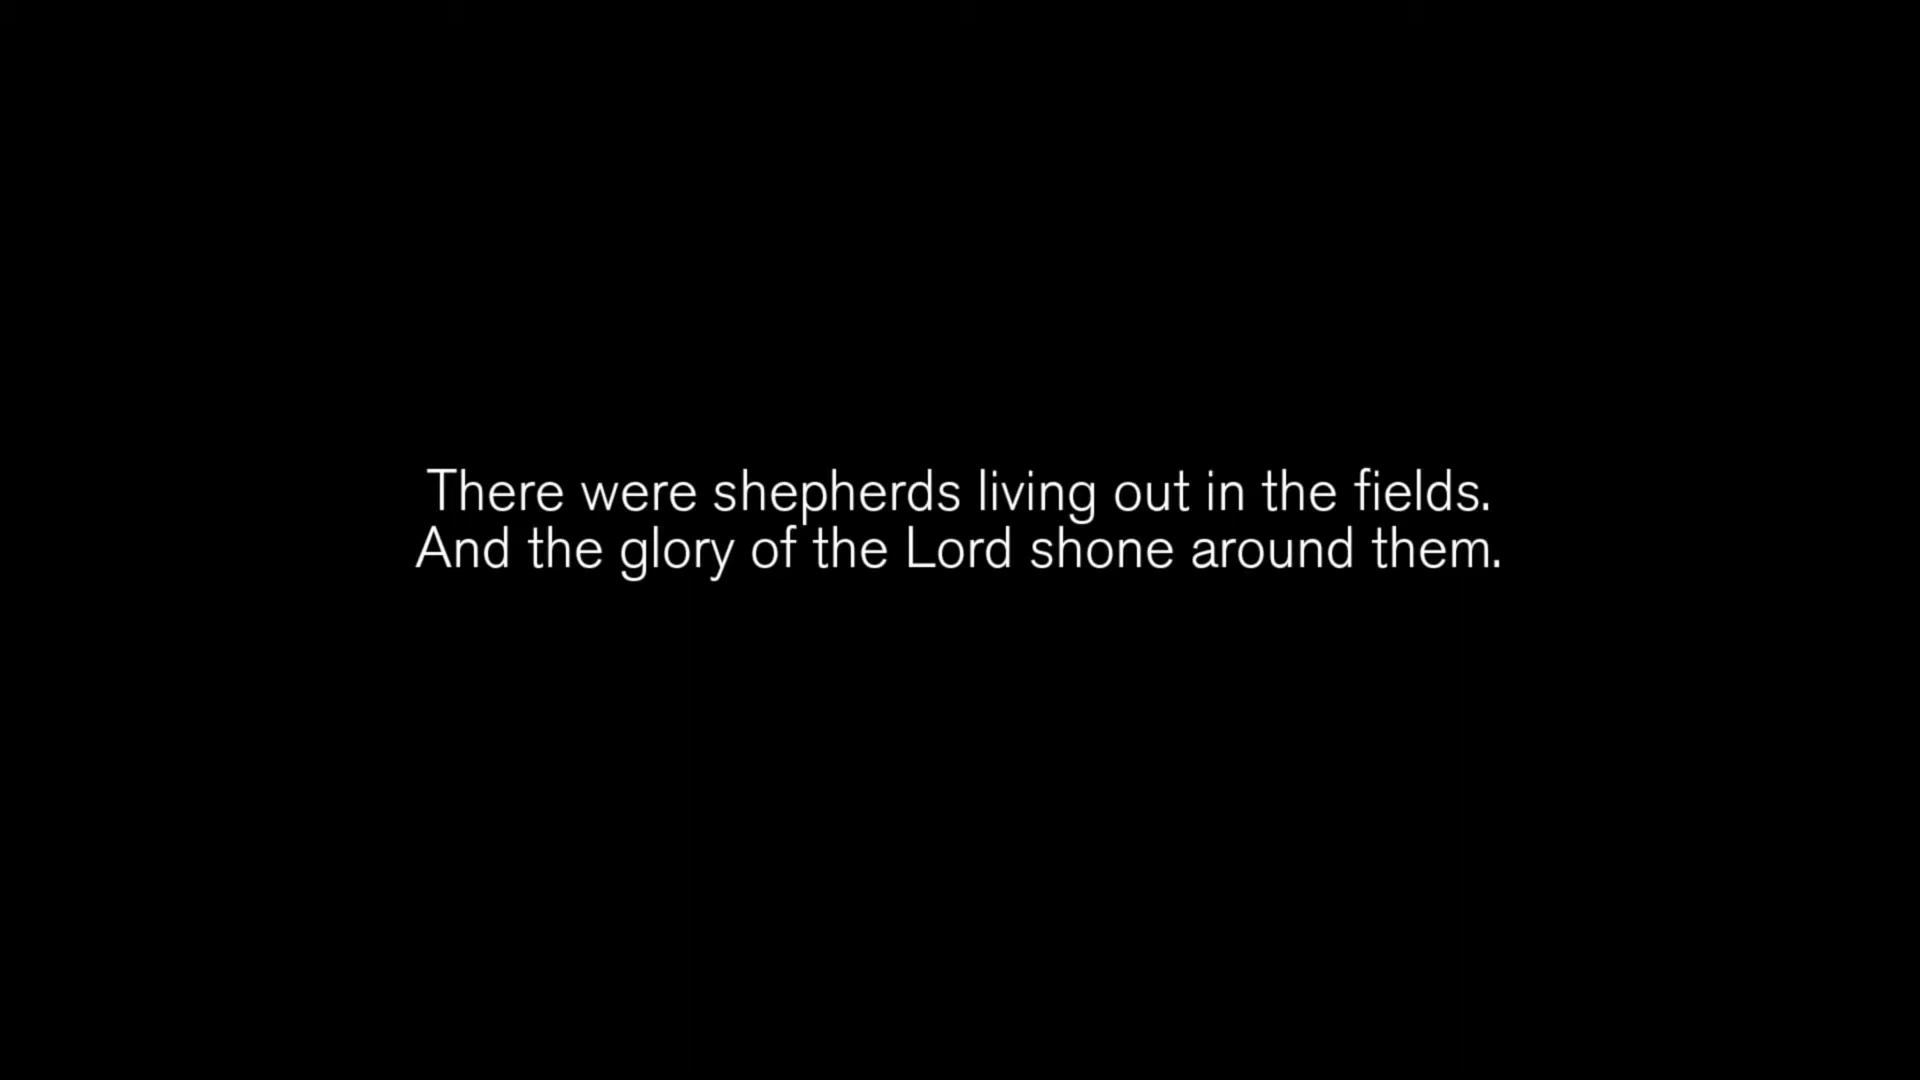 There were shepherds living out in the fields.
And the glory of the Lord shone around them.